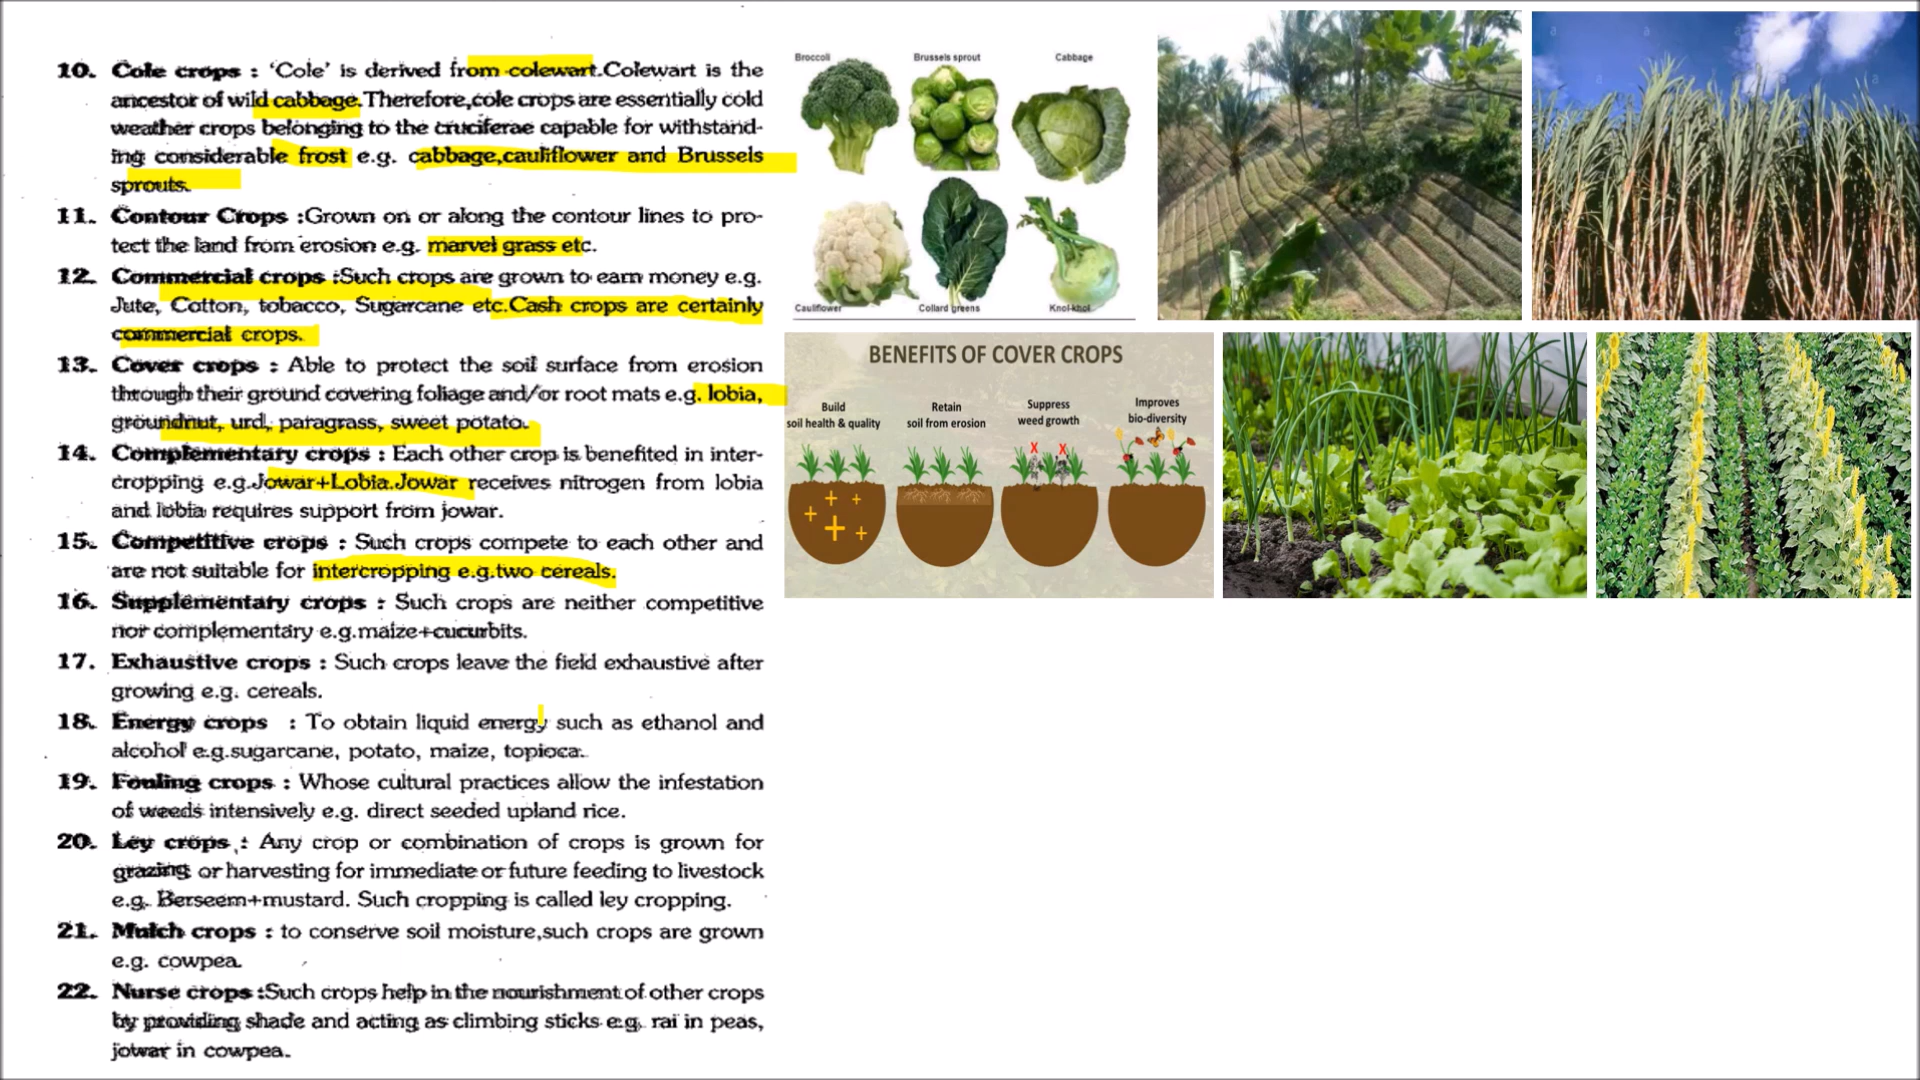 10. Cole crops : 'Cole' is derived from colewart.Colewart is the
ancestor of wild cabbage.Therefore,cole crops are essentially cold
weather crops belonging to the cruciferae capable for withstand-
ing considerable frost e.g. cabbage,cauliflower and Brussels
sprouts.
11. Contour Crops :Grown on or along the contour lines to pro-
tect the land from erosion e.g. marvel grass etc.
12. Commercial crops :Such crops are grown to earn money e.g.
Jute, Cotton, tobacco, Sugarcane etc.Cash crops are certainly
commercial crops.
13. Cover crops : Able to protect the soil surface from erosion
through their ground covering foliage and/or root mats e.g. lobia,
groundnut, urd, paragrass, sweet potato.
14. Complementary crops : Each other crop is benefited in inter-
cropping e.g.Jowar+Lobia.Jowar receives nitrogen from lobia
and lobia requires support from jowar.
15. Competitive crops : Such crops compete to each other and
are not suitable for intercropping e.g.two cereals.
16. Supplementary crops : Such crops are neither competitive
nor complementary e.g.maize+cucurbits.
17. Exhaustive crops : Such crops leave the field exhaustive after
growing e.g. cereals.
18. Energy crops : To obtain liquid energy such as ethanol and
alcohol e.g.sugarcane, potato, maize, topioca.
19. Fouling crops : Whose cultural practices allow the infestation
of weeds intensively e.g. direct seeded upland rice.
20. Ley crops : Any crop or combination of crops is grown for
grazing or harvesting for immediate or future feeding to livestock
e.g. Berseem+mustard. Such cropping is called ley cropping.
21. Mulch crops : to conserve soil moisture,such crops are grown
e.g. cowpea.
22. Nurse crops :Such crops help in the nourishment of other crops
by providing shade and acting as climbing sticks e.g. rai in peas,
jowar in cowpea.
Broccoli
Brussels sprout
Cabbage
Cauliflower
Collard greens
Knol-khol
BENEFITS OF COVER CROPS
Build
soil health & quality
Retain
soil from erosion
Suppress
weed growth
Improves
bio-diversity